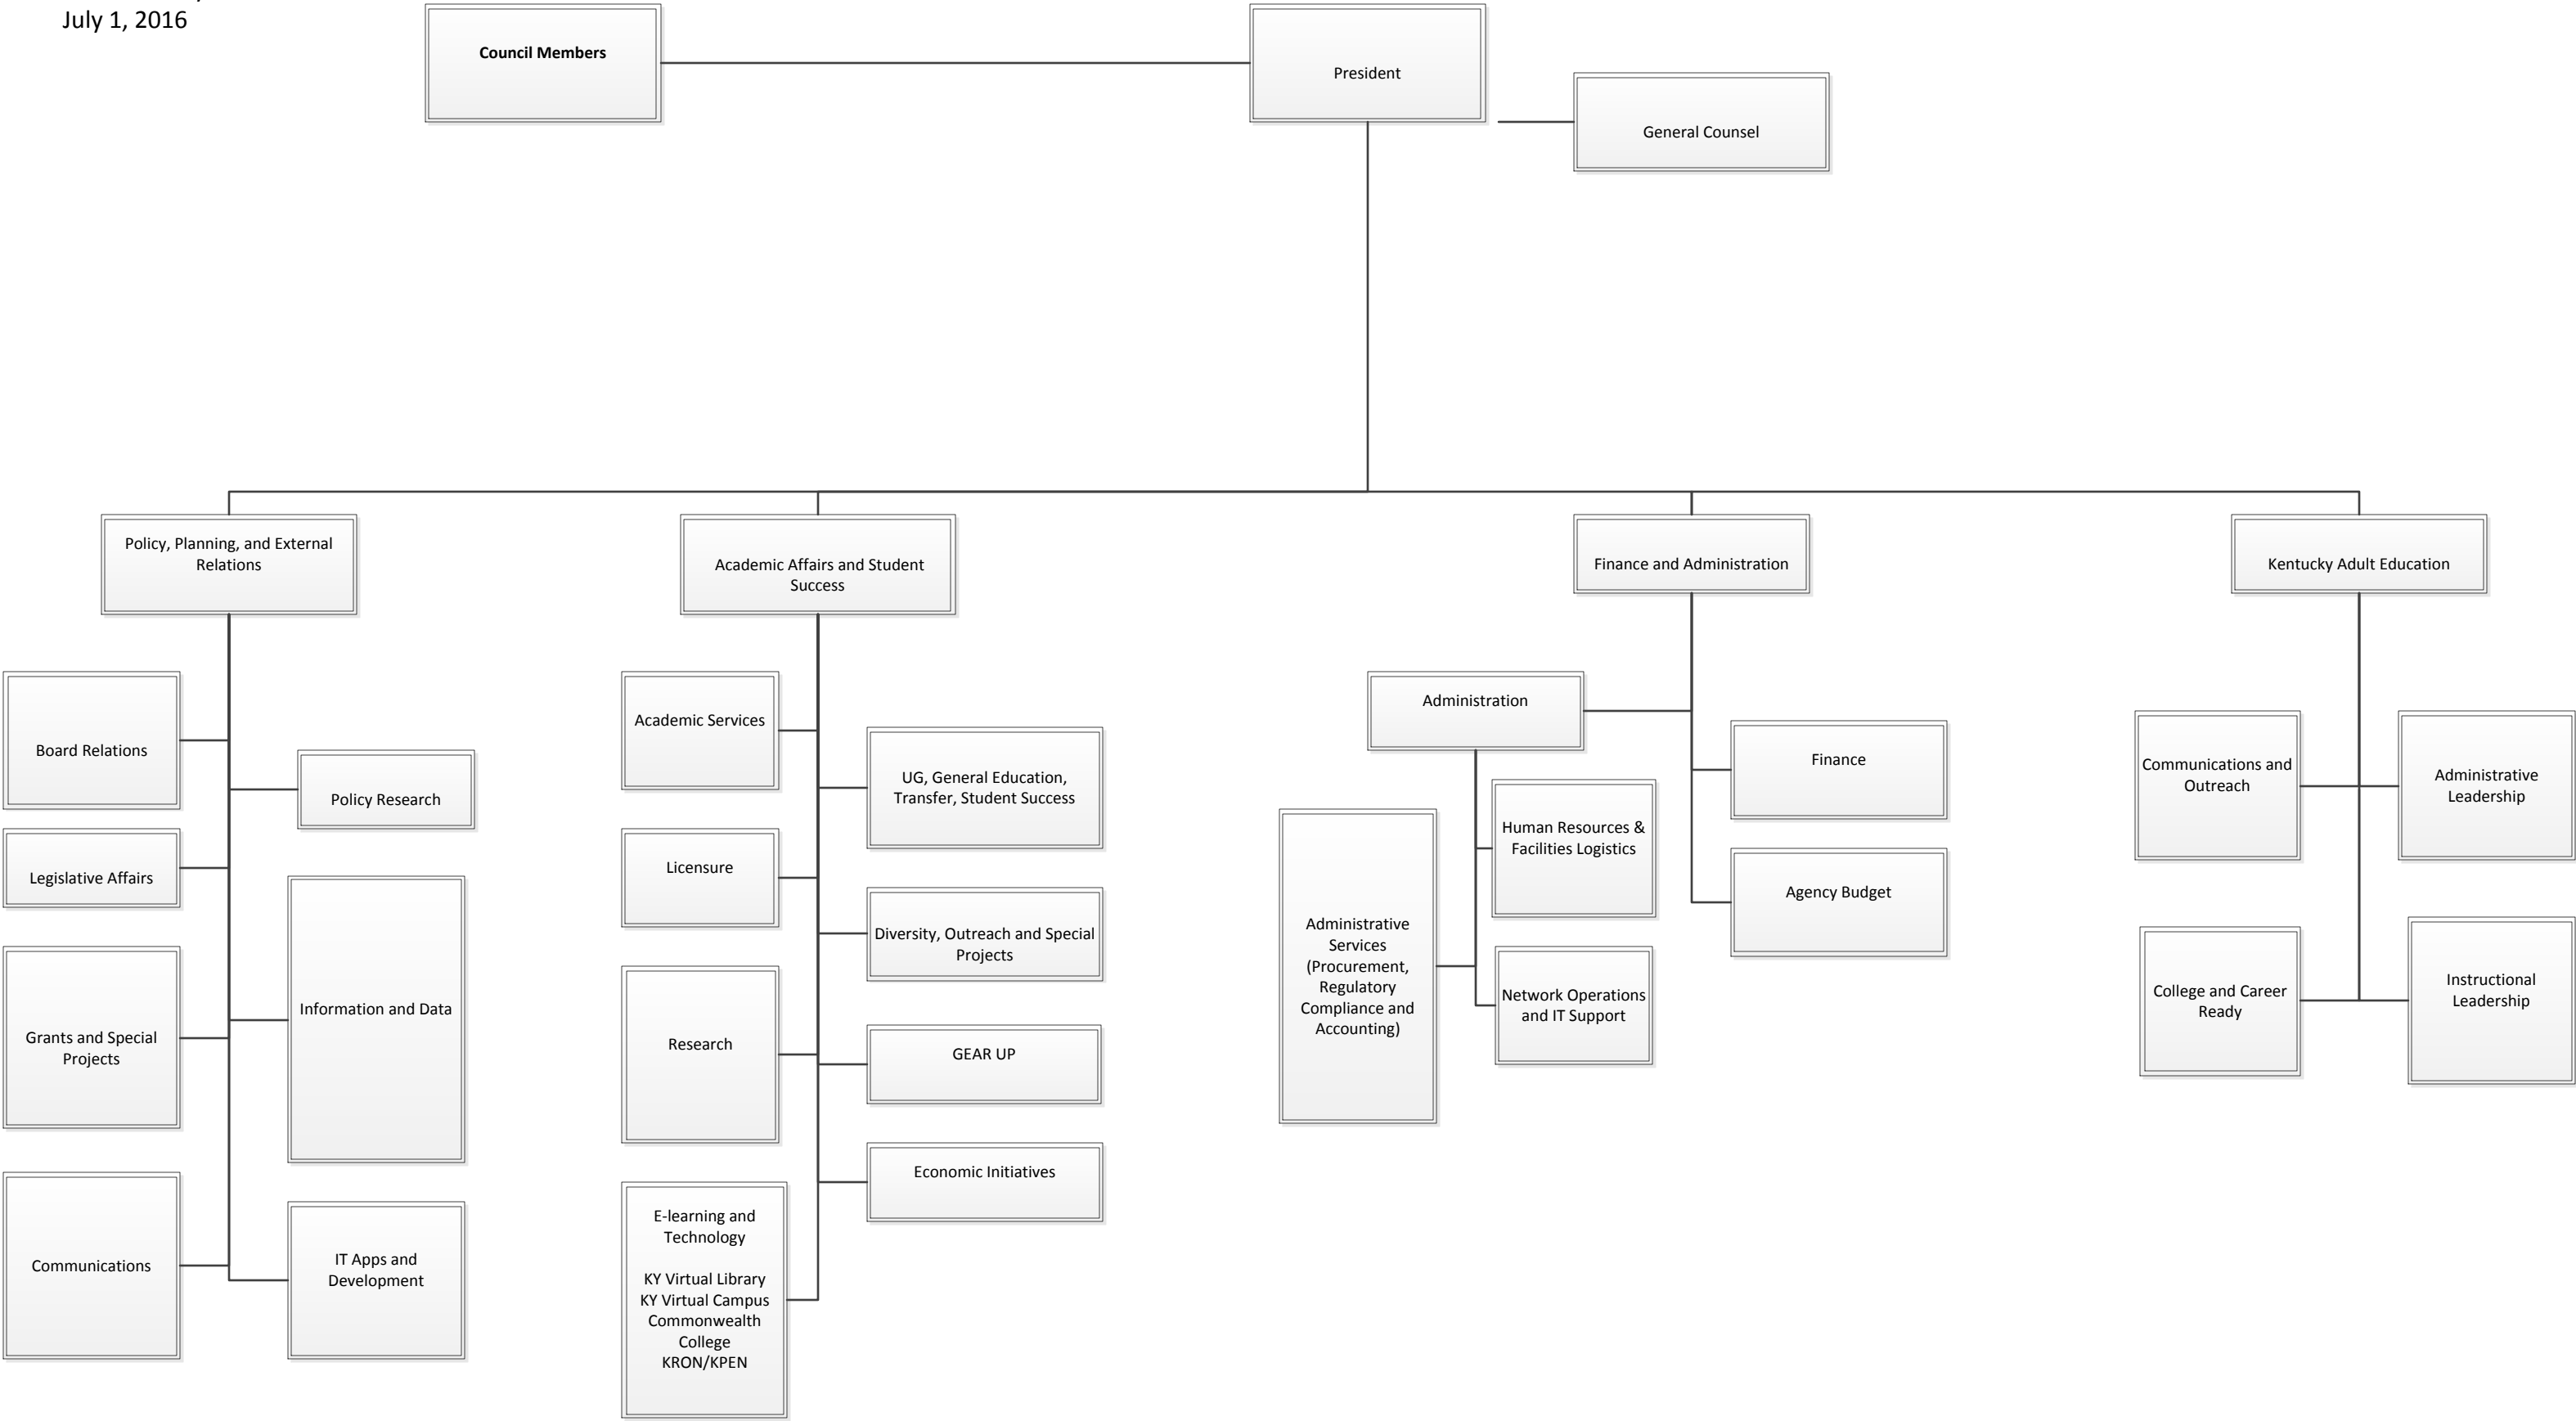 July 1, 2016
Council Members
President
General Counsel
Policy, Planning, and External
Relations
Academic Affairs and Student
Success
Finance and Administration
Kentucky Adult Education
Board Relations
Policy Research
Legislative Affairs
Information and Data
Grants and Special
Projects
Communications
IT Apps and
Development
Academic Services
UG, General Education,
Transfer, Student Success
Licensure
Diversity, Outreach and Special
Projects
Research
GEAR UP
Economic Initiatives
E-learning and
Technology
KY Virtual Library
KY Virtual Campus
Commonwealth
College
KRON/KPEN
Administration
Finance
Human Resources &
Facilities Logistics
Agency Budget
Administrative
Services
(Procurement,
Regulatory
Compliance and
Accounting)
Network Operations
and IT Support
Communications and
Outreach
Administrative
Leadership
College and Career
Ready
Instructional
Leadership